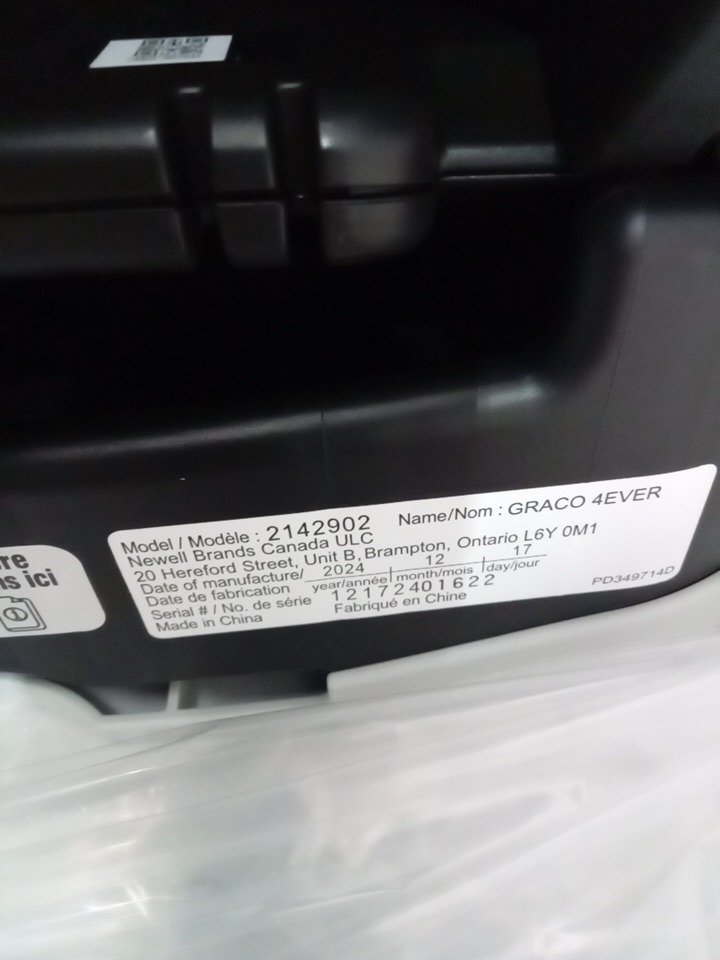 Model / Modèle : 2142902 Name/Nom : GRACO 4EVER
Newell Brands Canada ULC
20 Hereford Street, Unit B, Brampton, Ontario L6Y 0M1
Date of manufacture/ 2024 12 17
Date de fabrication year/année month/mois day/jour
Serial # / No. de série 12172401622
Made in China Fabriqué en Chine PD349714D
ici